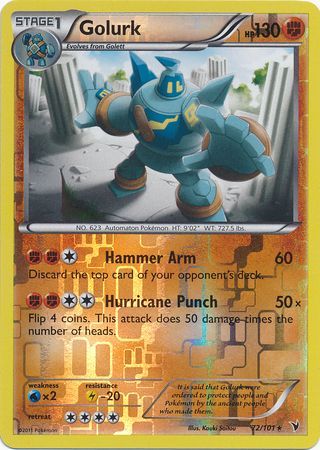 STAGE1
Golurk
HP130
Evolves from Golett
NO. 623 Automaton Pokémon HT: 9'02" WT: 727.5 lbs.
Hammer Arm 60
Discard the top card of your opponent's deck.
Hurricane Punch 50×
Flip 4 coins. This attack does 50 damage times
the number of heads.
weakness
×2
resistance
-20
retreat
It is said that Golurk were
ordered to protect people and
Pokémon by the ancient people
who made them.
©2011 Pokémon
Illus. Kouki Saitou
72/101 ★